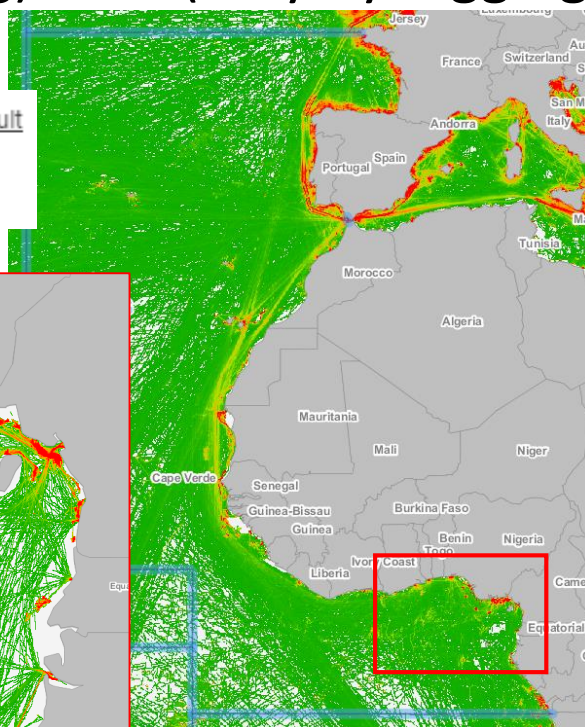 Jersey
France
Switzerland
San M
Italy
Andorra
Portugal
Spain
Tunisia
Morocco
Algeria
Mauritania
Mali
Niger
Cape Verde
Senegal
Guinea-Bissau
Guinea
Burkina Faso
Benin
Togo
Nigeria
Ivory Coast
Liberia
Came
Equatorial
Equa
ult